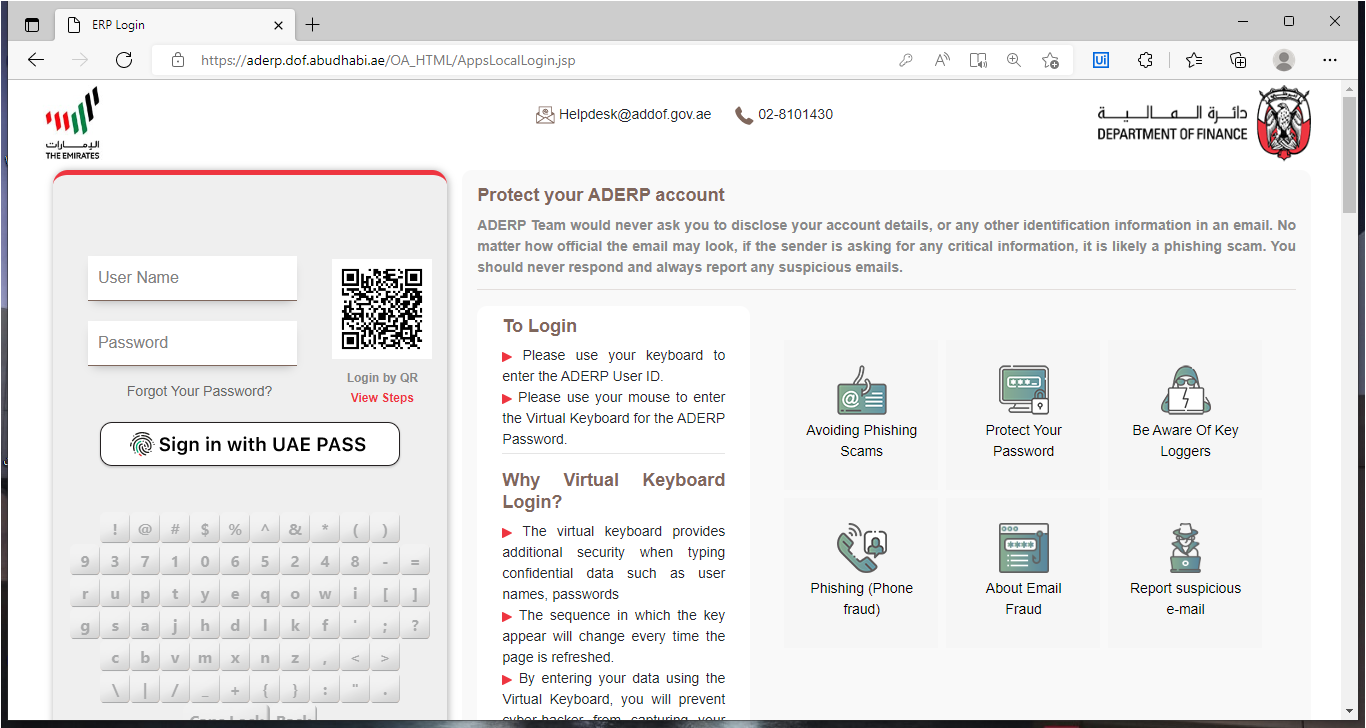 ERP Login
https://aderp.dof.abudhabi.ae/OA_HTML/AppsLocalLogin.jsp
الإمارات
THE EMIRATES
Helpdesk@addof.gov.ae
02-8101430
دائرة المالية
DEPARTMENT OF FINANCE
User Name
Password
Forgot Your Password?
Login by QR
View Steps
Sign in with UAE PASS
! @ # $ % ^ & * ( )
9 3 7 1 0 6 5 2 4 8 - =
r u p t y e q o w i [ ]
g s a j h d l k f ' ; ?
c b v m x n z , < >
\ | / _ + { } : " .
Caps Lock Back
Protect your ADERP account
ADERP Team would never ask you to disclose your account details, or any other identification information in an email. No
matter how official the email may look, if the sender is asking for any critical information, it is likely a phishing scam. You
should never respond and always report any suspicious emails.
To Login
Please use your keyboard to
enter the ADERP User ID.
Please use your mouse to enter
the Virtual Keyboard for the ADERP
Password.
Why Virtual Keyboard
Login?
The virtual keyboard provides
additional security when typing
confidential data such as user
names, passwords
The sequence in which the key
appear will change every time the
page is refreshed.
By entering your data using the
Virtual Keyboard, you will prevent
cyber-hacker from capturing your
Avoiding Phishing
Scams
Protect Your
Password
Be Aware Of Key
Loggers
Phishing (Phone
fraud)
About Email
Fraud
Report suspicious
e-mail